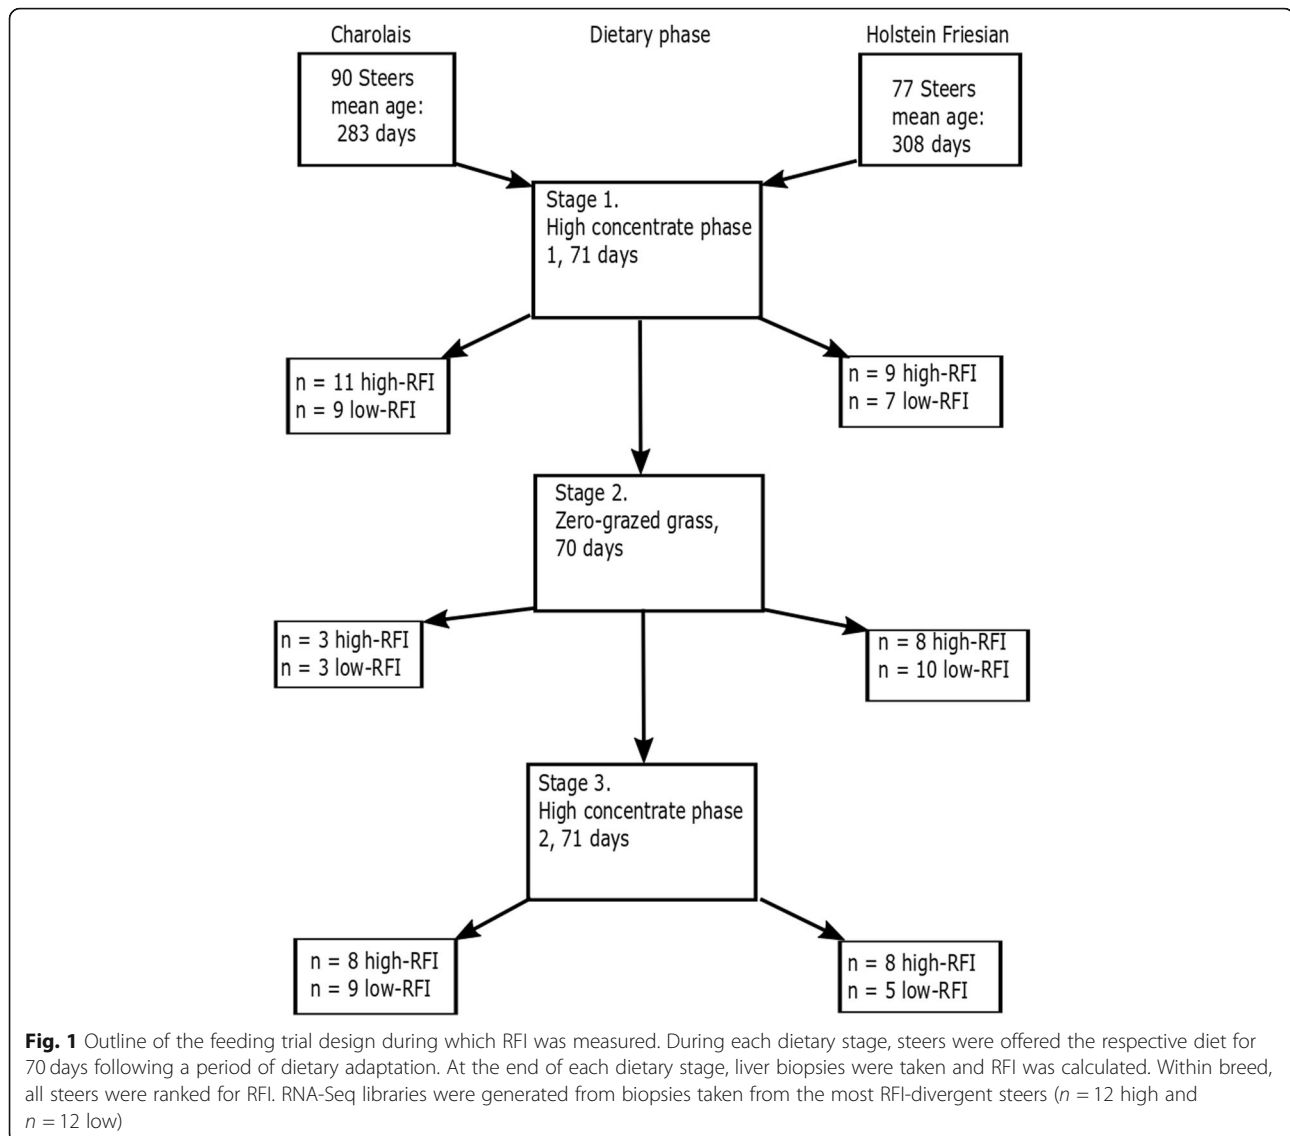 Charolais
Dietary phase
Holstein Friesian
90 Steers
mean age:
283 days
77 Steers
mean age:
308 days
Stage 1.
High concentrate phase
1, 71 days
n = 11 high-RFI
n = 9 low-RFI
n = 9 high-RFI
n = 7 low-RFI
Stage 2.
Zero-grazed grass,
70 days
n = 3 high-RFI
n = 3 low-RFI
n = 8 high-RFI
n = 10 low-RFI
Stage 3.
High concentrate phase
2, 71 days
n = 8 high-RFI
n = 9 low-RFI
n = 8 high-RFI
n = 5 low-RFI
Fig. 1 Outline of the feeding trial design during which RFI was measured. During each dietary stage, steers were offered the respective diet for
70 days following a period of dietary adaptation. At the end of each dietary stage, liver biopsies were taken and RFI was calculated. Within breed,
all steers were ranked for RFI. RNA-Seq libraries were generated from biopsies taken from the most RFI-divergent steers (n = 12 high and
n = 12 low)